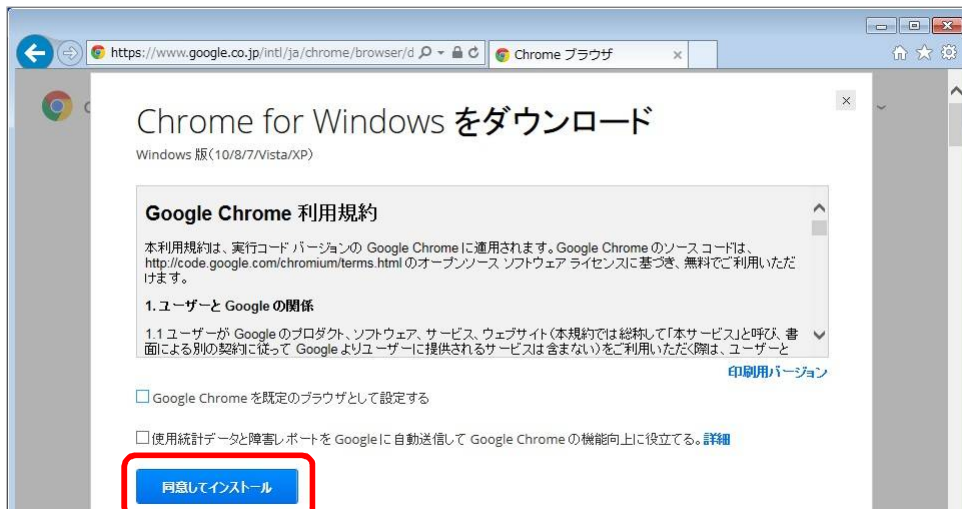 https://www.google.co.jp/intl/ja/chrome/browser/d
Chrome ブラウザ
Chrome for Windows をダウンロード
Windows 版(10/8/7/Vista/XP)
Google Chrome 利用規約
本利用規約は、実行コード バージョンの Google Chrome に適用されます。Google Chrome のソース コードは、
http://code.google.com/chromium/terms.html のオープンソース ソフトウェア ライセンスに基づき、無料でご利用いただ
けます。
1. ユーザーと Google の関係
1.1 ユーザーが Google のプロダクト、ソフトウェア、サービス、ウェブサイト(本規約では総称して「本サービス」と呼び、書
面による別の契約に従って Google よりユーザーに提供されるサービスは含まない)をご利用いただく際は、ユーザーと
印刷用バージョン
Google Chrome を既定のブラウザとして設定する
使用統計データと障害レポートを Google に自動送信して Google Chrome の機能向上に役立てる。詳細
同意してインストール